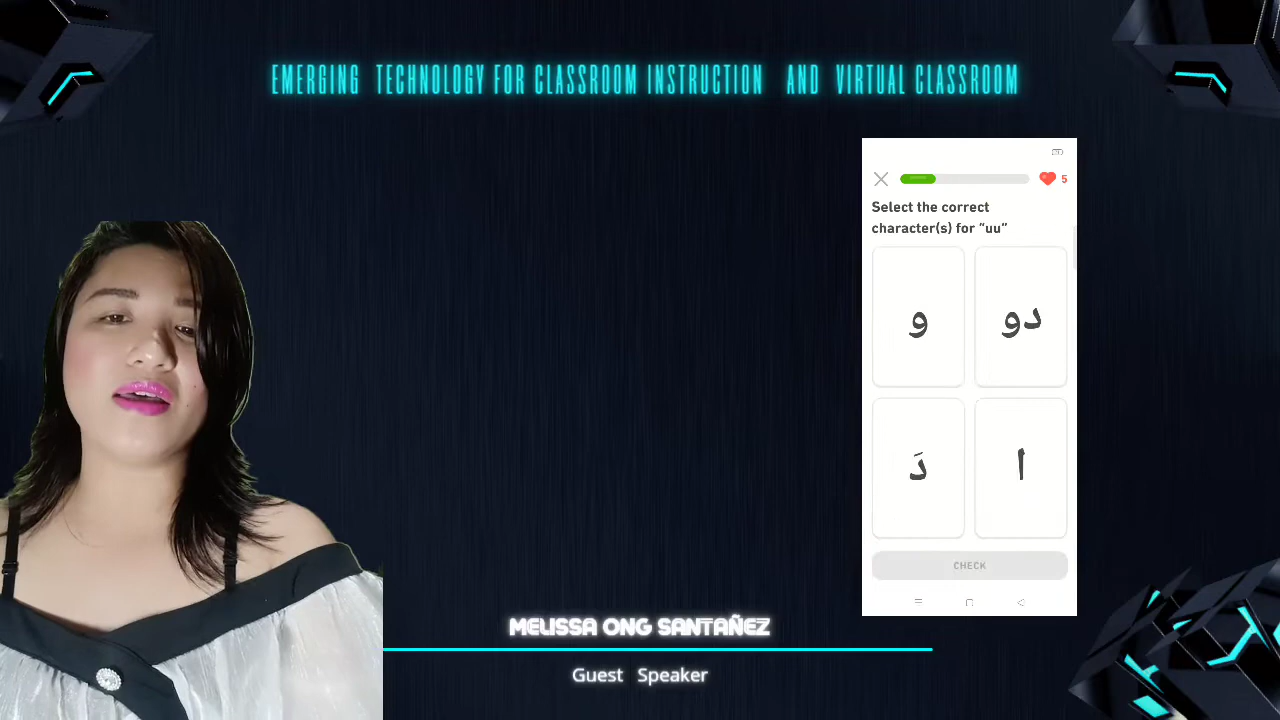 EMERGING TECHNOLOGY FOR CLASSROOM INSTRUCTION AND VIRTUAL CLASSROOM
5
Select the correct
character(s) for “uu”
و
دو
دَ
ا
CHECK
MELISSA ONG SANTAÑEZ
Guest Speaker